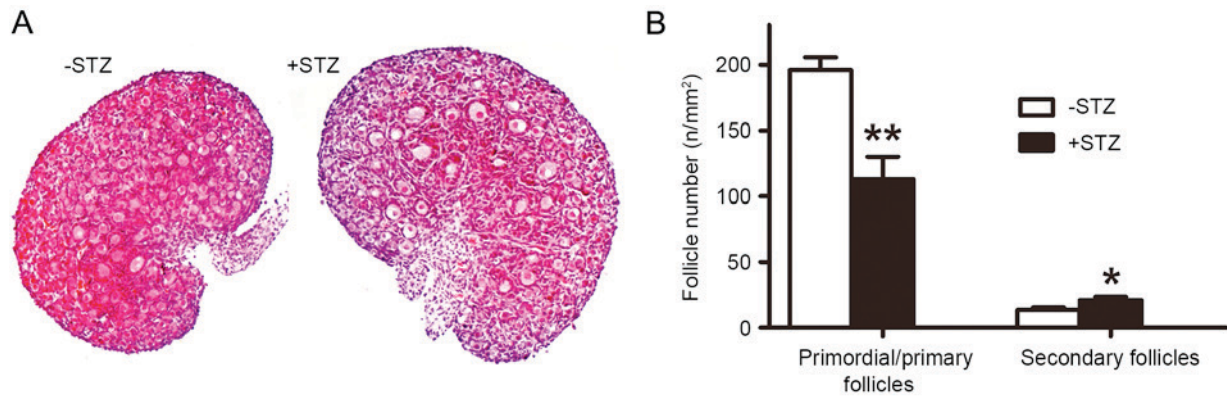 A
-STZ
+STZ
B
Follicle number (n/mm²)
200
150
100
50
0
**
*
-STZ
+STZ
Primordial/primary
follicles
Secondary follicles